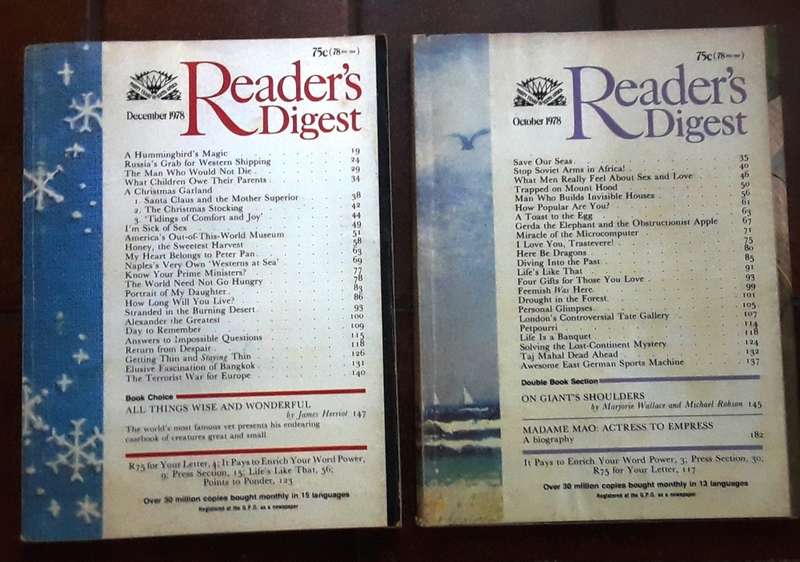 75c (78
Reader's
Digest
December 1978
A Hummingbird's Magic 19
Russia's Grab for Western Shipping 24
The Man Who Would Not Die 29
What Children Owe Their Parents 34
A Christmas Garland
1. Santa Claus and the Mother Superior 38
2. The Christmas Stocking 42
3. 'Tidings of Comfort and Joy' 44
I'm Sick of Sex 49
America's Out-of-This-World Museum 51
Honey, the Sweetest Harvest 58
My Heart Belongs to Peter Pan 63
Naples's Very Own 'Westerns at Sea' 69
Know Your Prime Ministers? 77
The World Need Not Go Hungry 78
Portrait of My Daughter 83
How Long Will You Live? 86
Stranded in the Burning Desert 93
Alexander the Greatest 100
Day to Remember 109
Answers to Impossible Questions 115
Return from Despair 118
Getting Thin and Staying Thin 126
Elusive Fascination of Bangkok 131
The Terrorist War for Europe 140
Book Choice
ALL THINGS WISE AND WONDERFUL
by James Herriot 147
The world's most famous vet presents his endearing
casebook of creatures great and small
R75 for Your Letter, 4; It Pays to Enrich Your Word Power,
9; Press Section, 15; Life's Like That, 56;
Points to Ponder, 123
Over 30 million copies bought monthly in 15 languages
Registered at the G.P.O. as a newspaper
75c (78
Reader's
Digest
October 1978
Save Our Seas 35
Stop Soviet Arms in Africa! 40
What Men Really Feel About Sex and Love 46
Trapped on Mount Hood 50
Man Who Builds Invisible Houses 56
How Popular Are You? 61
A Toast to the Egg 63
Gerda the Elephant and the Obstructionist Apple 67
Miracle of the Microcomputer 71
I Love You, Trastevere! 75
Here Be Dragons 80
Diving Into the Past 85
Life's Like That 91
Four Gifts for Those You Love 93
Feemish Was Here 99
Drought in the Forest 101
Personal Glimpses 105
London's Controversial Tate Gallery 107
Petpourri 114
Life Is a Banquet 118
Solving the Lost-Continent Mystery 124
Taj Mahal Dead Ahead 132
Awesome East German Sports Machine 137
Double Book Section
ON GIANT'S SHOULDERS
by Marjorie Wallace and Michael Robson 145
MADAME MAO: ACTRESS TO EMPRESS
A biography 182
It Pays to Enrich Your Word Power, 3; Press Section, 30;
R75 for Your Letter, 117
Over 30 million copies bought monthly in 13 languages
Registered at the G.P.O. as a newspaper